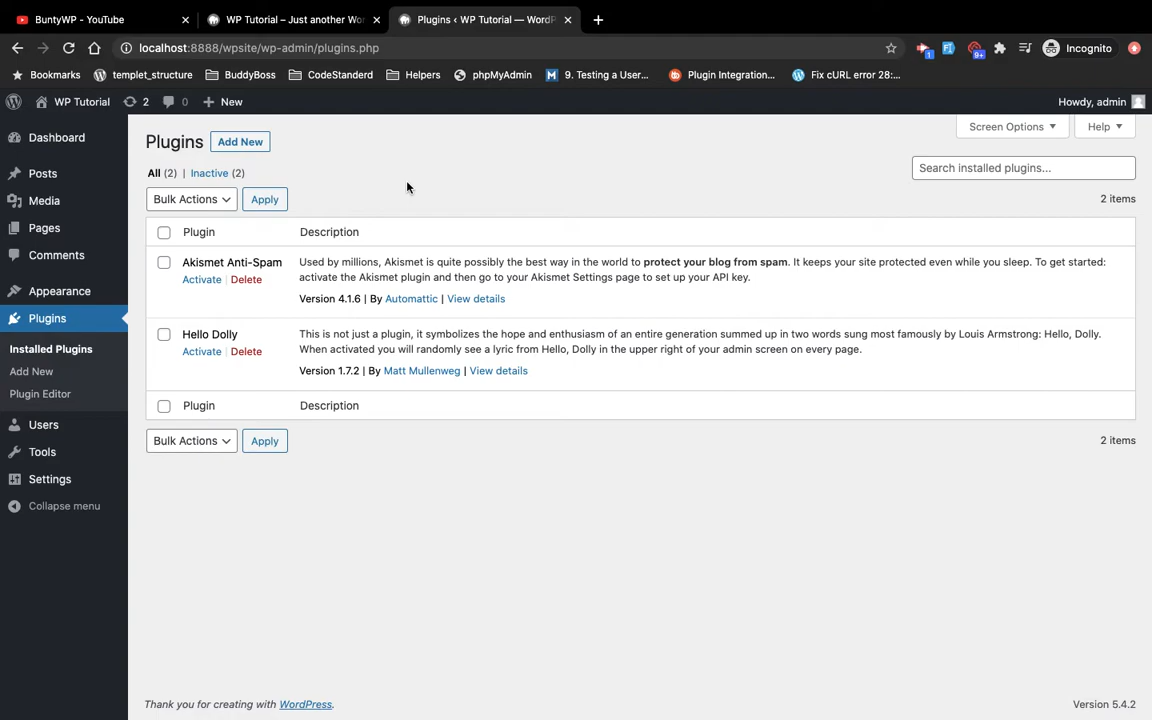 BuntyWP - YouTube
WP Tutorial – Just another Wo
Plugins ‹ WP Tutorial — WordP
localhost:8888/wpsite/wp-admin/plugins.php
1
9+
Incognito
Bookmarks templet_structure BuddyBoss CodeStanderd Helpers phpMyAdmin 9. Testing a User... Plugin Integration... Fix cURL error 28:...
WP Tutorial 2 0 New Howdy, admin
Dashboard
Posts
Media
Pages
Comments
Appearance
Plugins
Installed Plugins
Add New
Plugin Editor
Users
Tools
Settings
Collapse menu
Screen Options Help
Plugins Add New
All (2) | Inactive (2)
Search installed plugins...
Bulk Actions Apply
2 items
Plugin Description
Akismet Anti-Spam
Activate | Delete
Used by millions, Akismet is quite possibly the best way in the world to protect your blog from spam. It keeps your site protected even while you sleep. To get started:
activate the Akismet plugin and then go to your Akismet Settings page to set up your API key.
Version 4.1.6 | By Automattic | View details
Hello Dolly
Activate | Delete
This is not just a plugin, it symbolizes the hope and enthusiasm of an entire generation summed up in two words sung most famously by Louis Armstrong: Hello, Dolly.
When activated you will randomly see a lyric from Hello, Dolly in the upper right of your admin screen on every page.
Version 1.7.2 | By Matt Mullenweg | View details
Plugin Description
Bulk Actions Apply
2 items
Thank you for creating with WordPress. Version 5.4.2